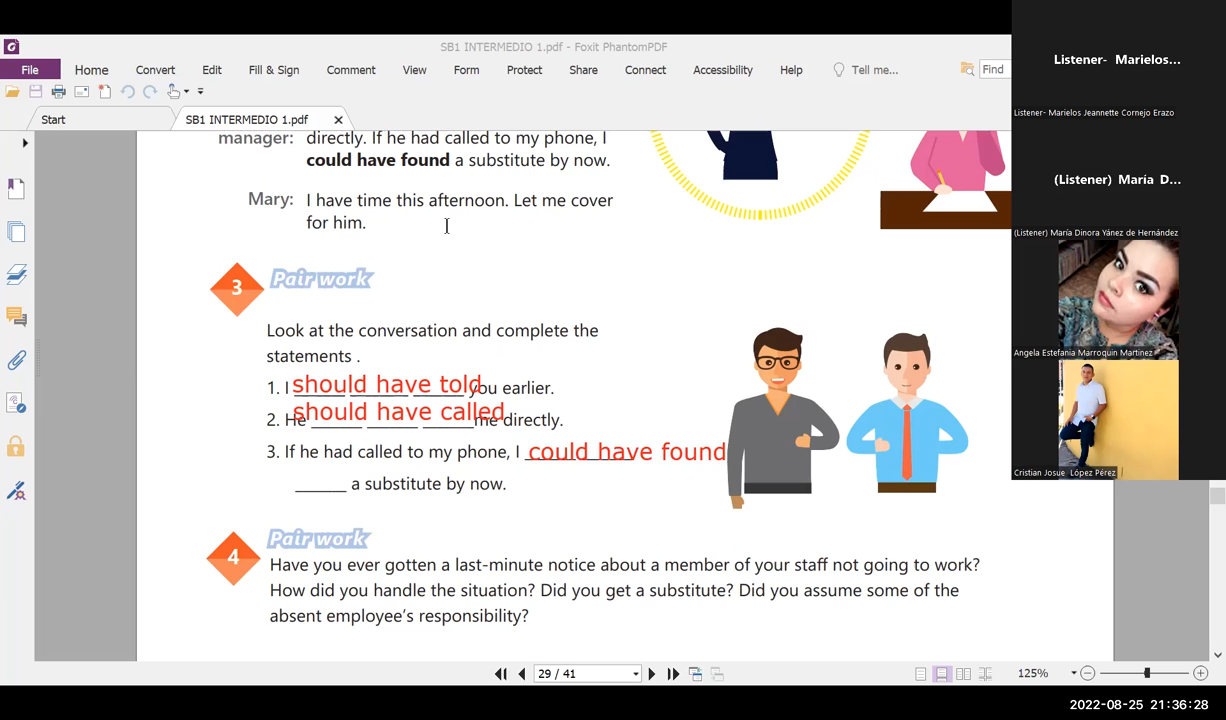 SB1 INTERMEDIO 1.pdf - Foxit PhantomPDF
File Home Convert Edit Fill & Sign Comment View Form Protect Share Connect Accessibility Help Tell me... Find
Start SB1 INTERMEDIO 1.pdf
manager: directly. If he had called to my phone, I
could have found a substitute by now.
Mary: I have time this afternoon. Let me cover
for him.
3 Pair work
Look at the conversation and complete the
statements .
1. I should have told you earlier.
2. He should have called me directly.
3. If he had called to my phone, I could have found
______ a substitute by now.
4 Pair work
Have you ever gotten a last-minute notice about a member of your staff not going to work?
How did you handle the situation? Did you get a substitute? Did you assume some of the
absent employee's responsibility?
29 / 41
125%
Listener- Marielos...
Listener- Marielos Jeannette Cornejo Erazo
(Listener) María D...
(Listener) María Dinora Yánez de Hernández
Angela Estefania Marroquin Martinez
Cristian Josue López Pérez
2022-08-25 21:36:28